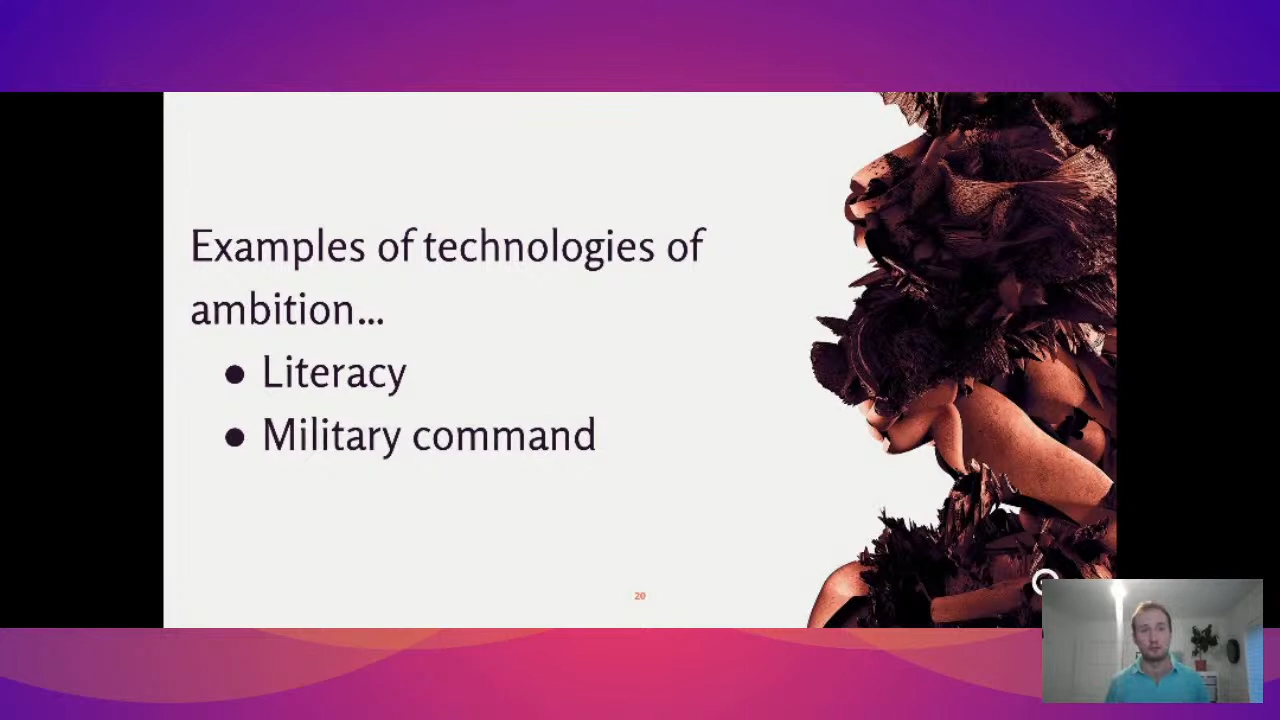 Examples of technologies of
ambition...
● Literacy
● Military command
20